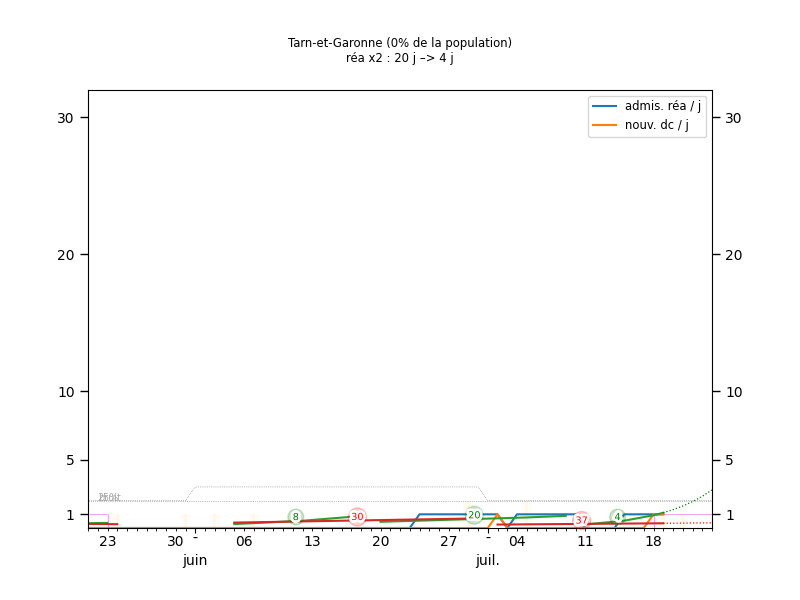 Tarn-et-Garonne (0% de la population)
réa x2 : 20 j –> 4 j
admis. réa / j
nouv. dc / j
30 30
20 20
10 10
5 5
1 1
8 30 20 37 4
23 30 - 06 13 20 27 - 04 11 18
juin juil.